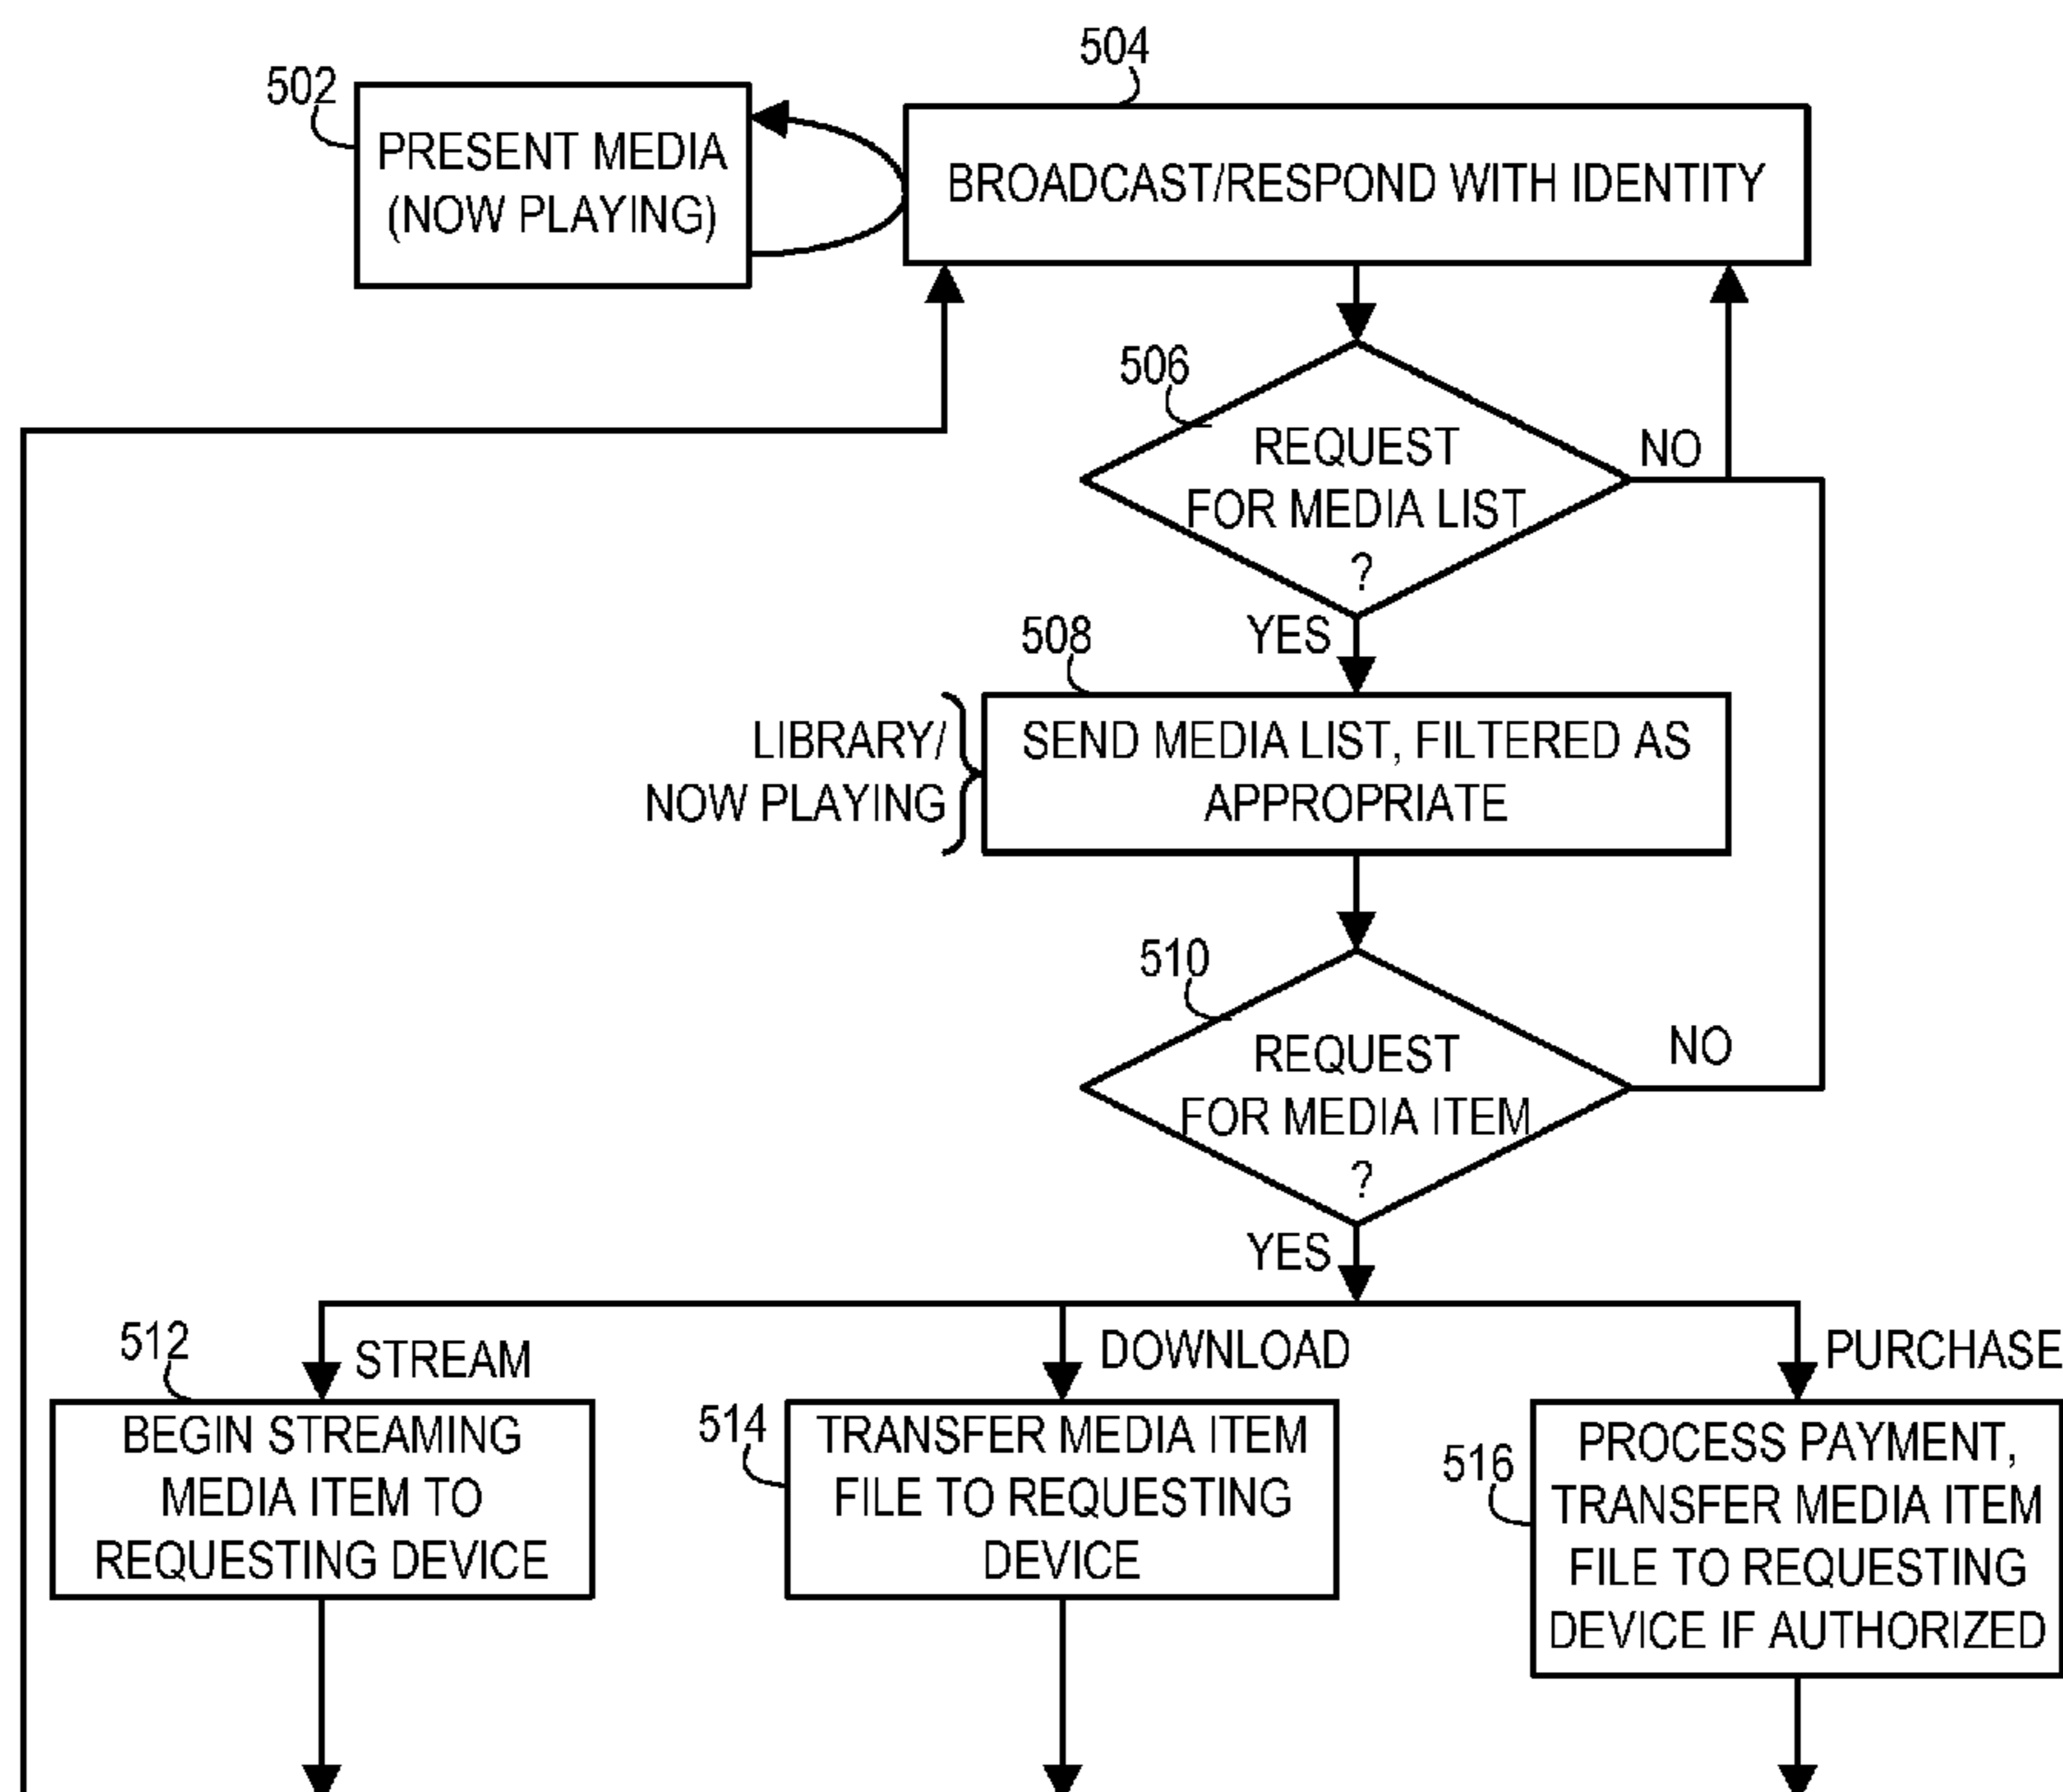 504
502
PRESENT MEDIA
(NOW PLAYING)
BROADCAST/RESPOND WITH IDENTITY
506
REQUEST
FOR MEDIA LIST
?
NO
YES
508
LIBRARY/
NOW PLAYING
SEND MEDIA LIST, FILTERED AS
APPROPRIATE
510
REQUEST
FOR MEDIA ITEM
?
NO
YES
512
STREAM
DOWNLOAD
PURCHASE
BEGIN STREAMING
MEDIA ITEM TO
REQUESTING DEVICE
514
TRANSFER MEDIA ITEM
FILE TO REQUESTING
DEVICE
516
PROCESS PAYMENT,
TRANSFER MEDIA ITEM
FILE TO REQUESTING
DEVICE IF AUTHORIZED